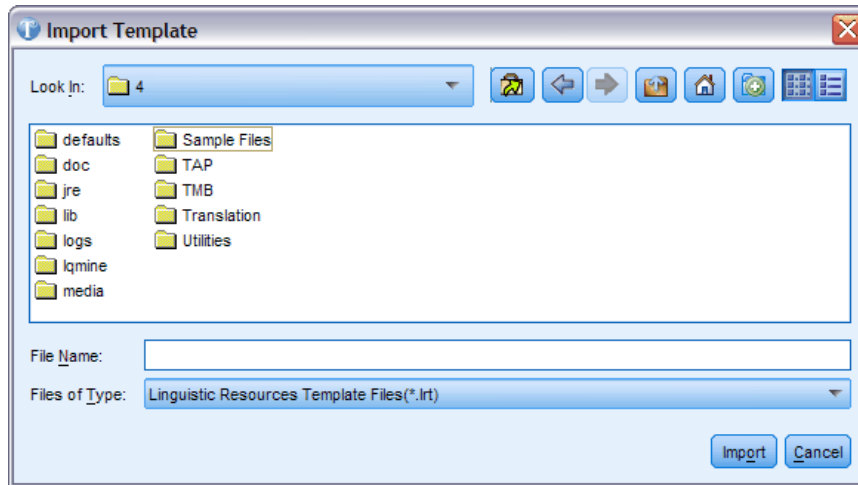 Import Template
Look In: 4
defaults Sample Files
doc TAP
jre TMB
lib Translation
logs Utilities
lqmine
media
File Name:
Files of Type: Linguistic Resources Template Files(*.lrt)
Import Cancel